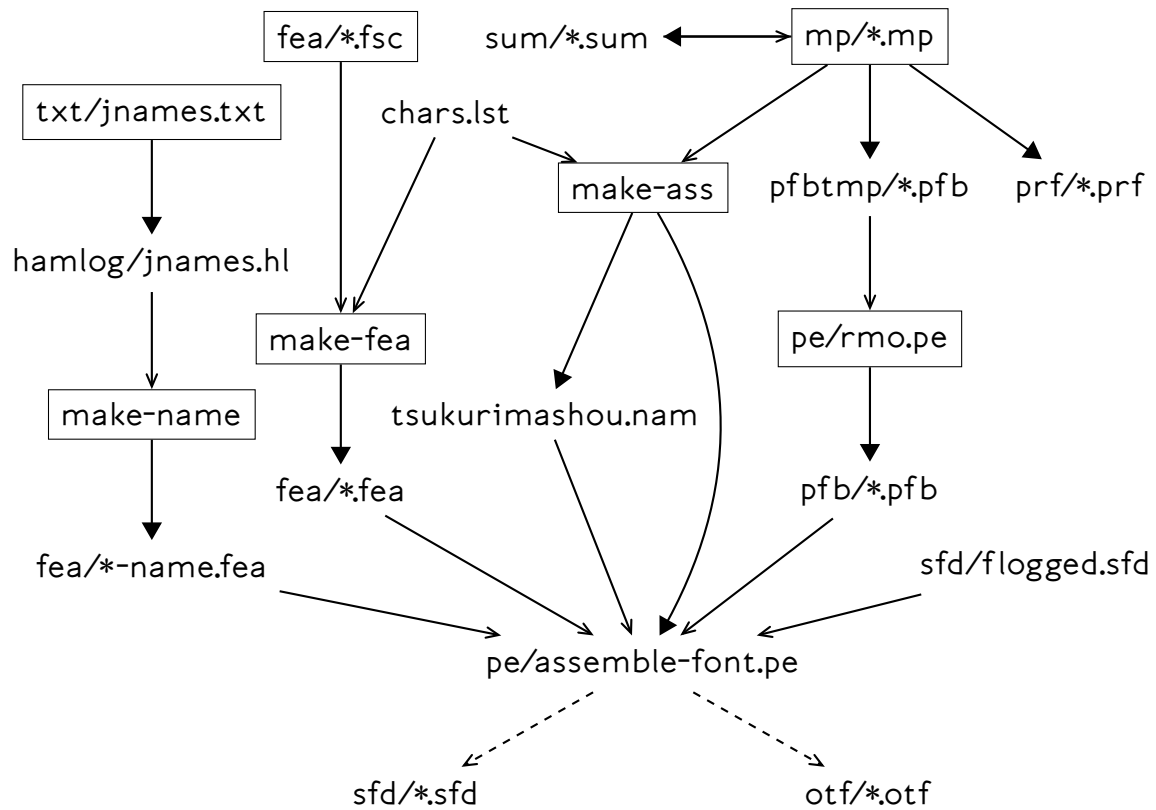 fea/*.fsc
sum/*.sum
mp/*.mp
txt/jnames.txt
chars.lst
make-ass
pfbtmp/*.pfb
prf/*.prf
hamlog/jnames.hl
make-fea
pe/rmo.pe
make-name
tsukurimashou.nam
fea/*.fea
pfb/*.pfb
fea/*-name.fea
sfd/flogged.sfd
pe/assemble-font.pe
sfd/*.sfd
otf/*.otf